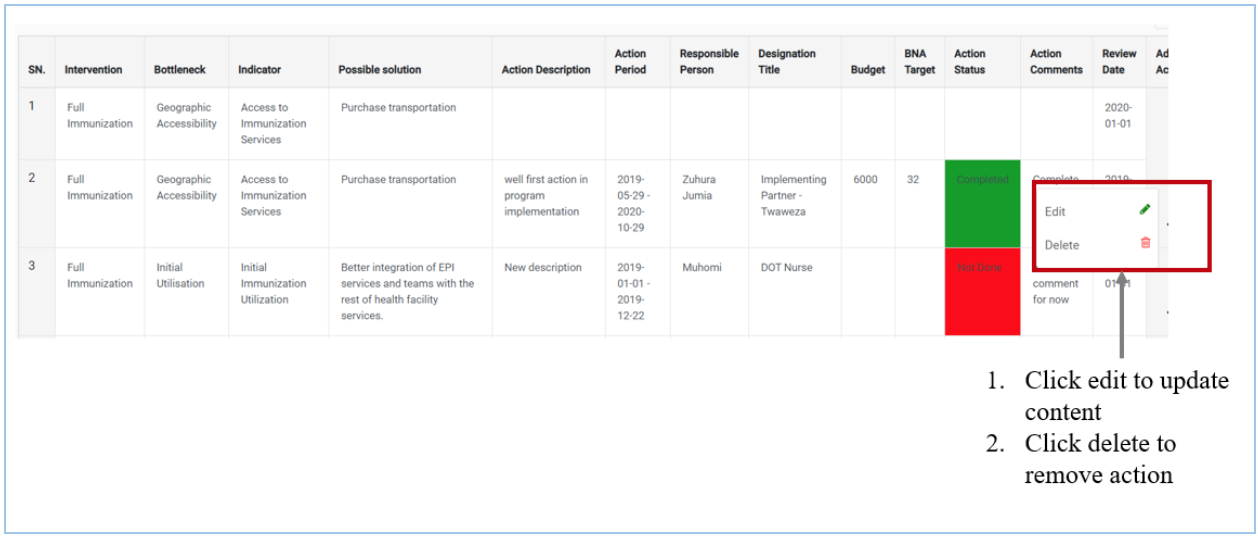 SN. Intervention Bottleneck Indicator Possible solution Action Description Action Period Responsible Person Designation Title Budget BNA Target Action Status Action Comments Review Date Ad Ac
1 Full Immunization Geographic Accessibility Access to Immunization Services Purchase transportation 2020-01-01
2 Full Immunization Geographic Accessibility Access to Immunization Services Purchase transportation well first action in program implementation 2019-05-29 - 2020-10-29 Zuhura Jumia Implementing Partner - Twaweza 6000 32 Completed Complete 2019-
Edit
Delete
3 Full Immunization Initial Utilisation Initial Immunization Utilization Better integration of EPI services and teams with the rest of health facility services. New description 2019-01-01 - 2019-12-22 Muhomi DOT Nurse Not Done comment for now
1. Click edit to update
content
2. Click delete to
remove action